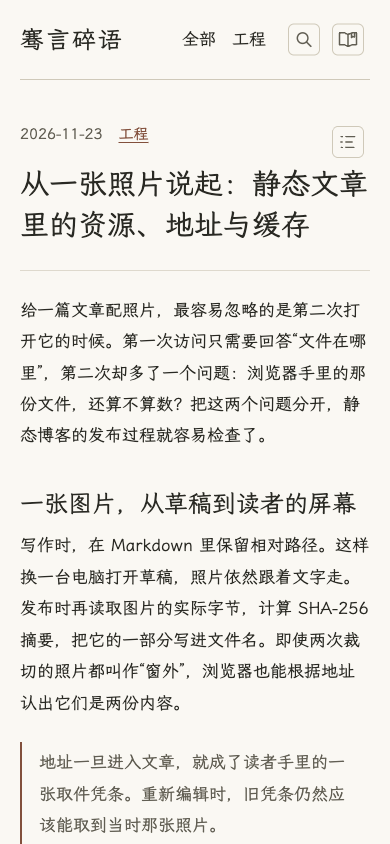 骞言碎语
全部 工程
2026-11-23 工程
从一张照片说起：静态文章
里的资源、地址与缓存
给一篇文章配照片，最容易忽略的是第二次打
开它的时候。第一次访问只需要回答“文件在哪
里”，第二次却多了一个问题：浏览器手里的那
份文件，还算不算数？把这两个问题分开，静
态博客的发布过程就容易检查了。
一张图片，从草稿到读者的屏幕
写作时，在 Markdown 里保留相对路径。这样
换一台电脑打开草稿，照片依然跟着文字走。
发布时再读取图片的实际字节，计算 SHA-256
摘要，把它的一部分写进文件名。即使两次裁
切的照片都叫作“窗外”，浏览器也能根据地址
认出它们是两份内容。
地址一旦进入文章，就成了读者手里的一
张取件凭条。重新编辑时，旧凭条仍然应
该能取到当时那张照片。